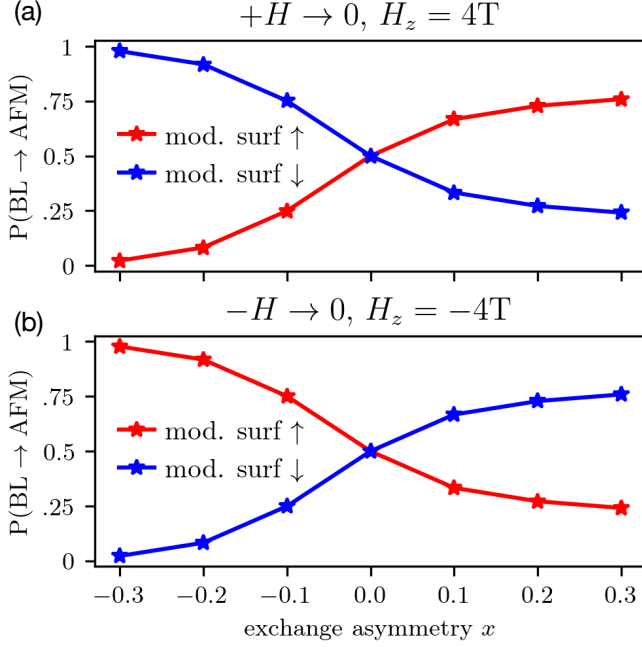 (a)
+H → 0, H_z = 4T
P(BL → AFM)
1
.75
0.5
0.25
0
mod. surf ↑
mod. surf ↓
(b)
−H → 0, H_z = −4T
P(BL → AFM)
1
.75
0.5
0.25
0
mod. surf ↑
mod. surf ↓
−0.3 −0.2 −0.1 0.0 0.1 0.2 0.3
exchange asymmetry x